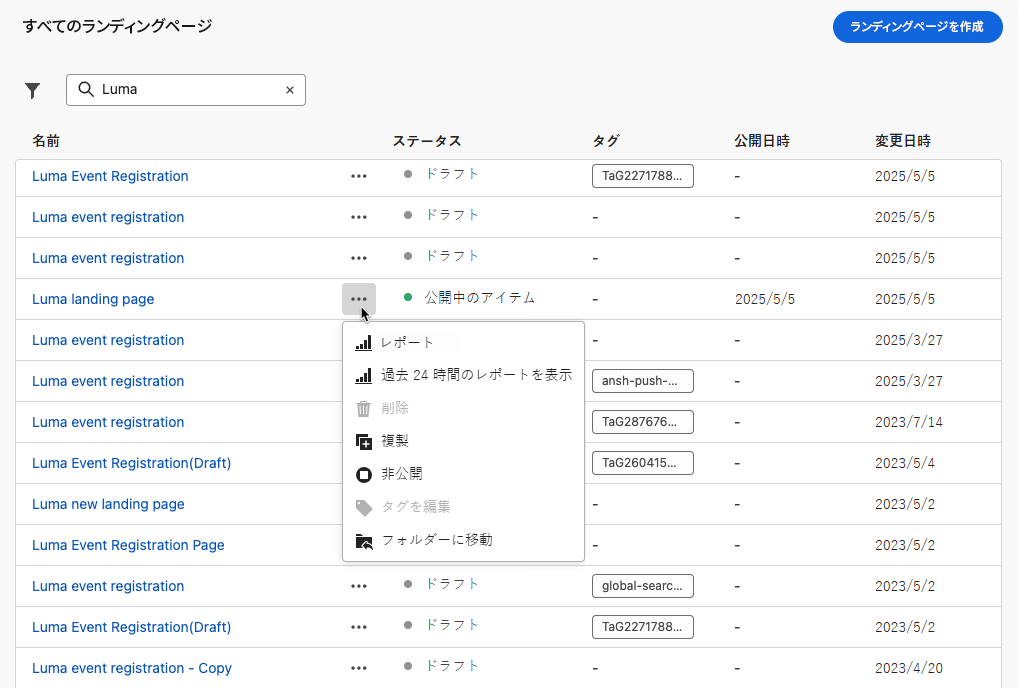 すべてのランディングページ
ランディングページを作成
Luma
名前 ステータス タグ 公開日時 変更日時
Luma Event Registration ドラフト TaG2271788... - 2025/5/5
Luma event registration ドラフト - - 2025/5/5
Luma event registration ドラフト - - 2025/5/5
Luma landing page 公開中のアイテム - 2025/5/5 2025/5/5
Luma event registration - - 2025/3/27
レポート
過去 24 時間のレポートを表示
Luma event registration ansh-push-... - 2025/3/27
削除
Luma event registration TaG287676... - 2023/7/14
複製
Luma Event Registration(Draft) TaG260415... - 2023/5/4
非公開
Luma new landing page - - 2023/5/2
タグを編集
Luma Event Registration Page - - 2023/5/2
フォルダーに移動
Luma event registration ドラフト global-searc... - 2023/5/2
Luma Event Registration(Draft) ドラフト TaG2271788... - 2023/5/2
Luma event registration - Copy ドラフト - - 2023/4/20